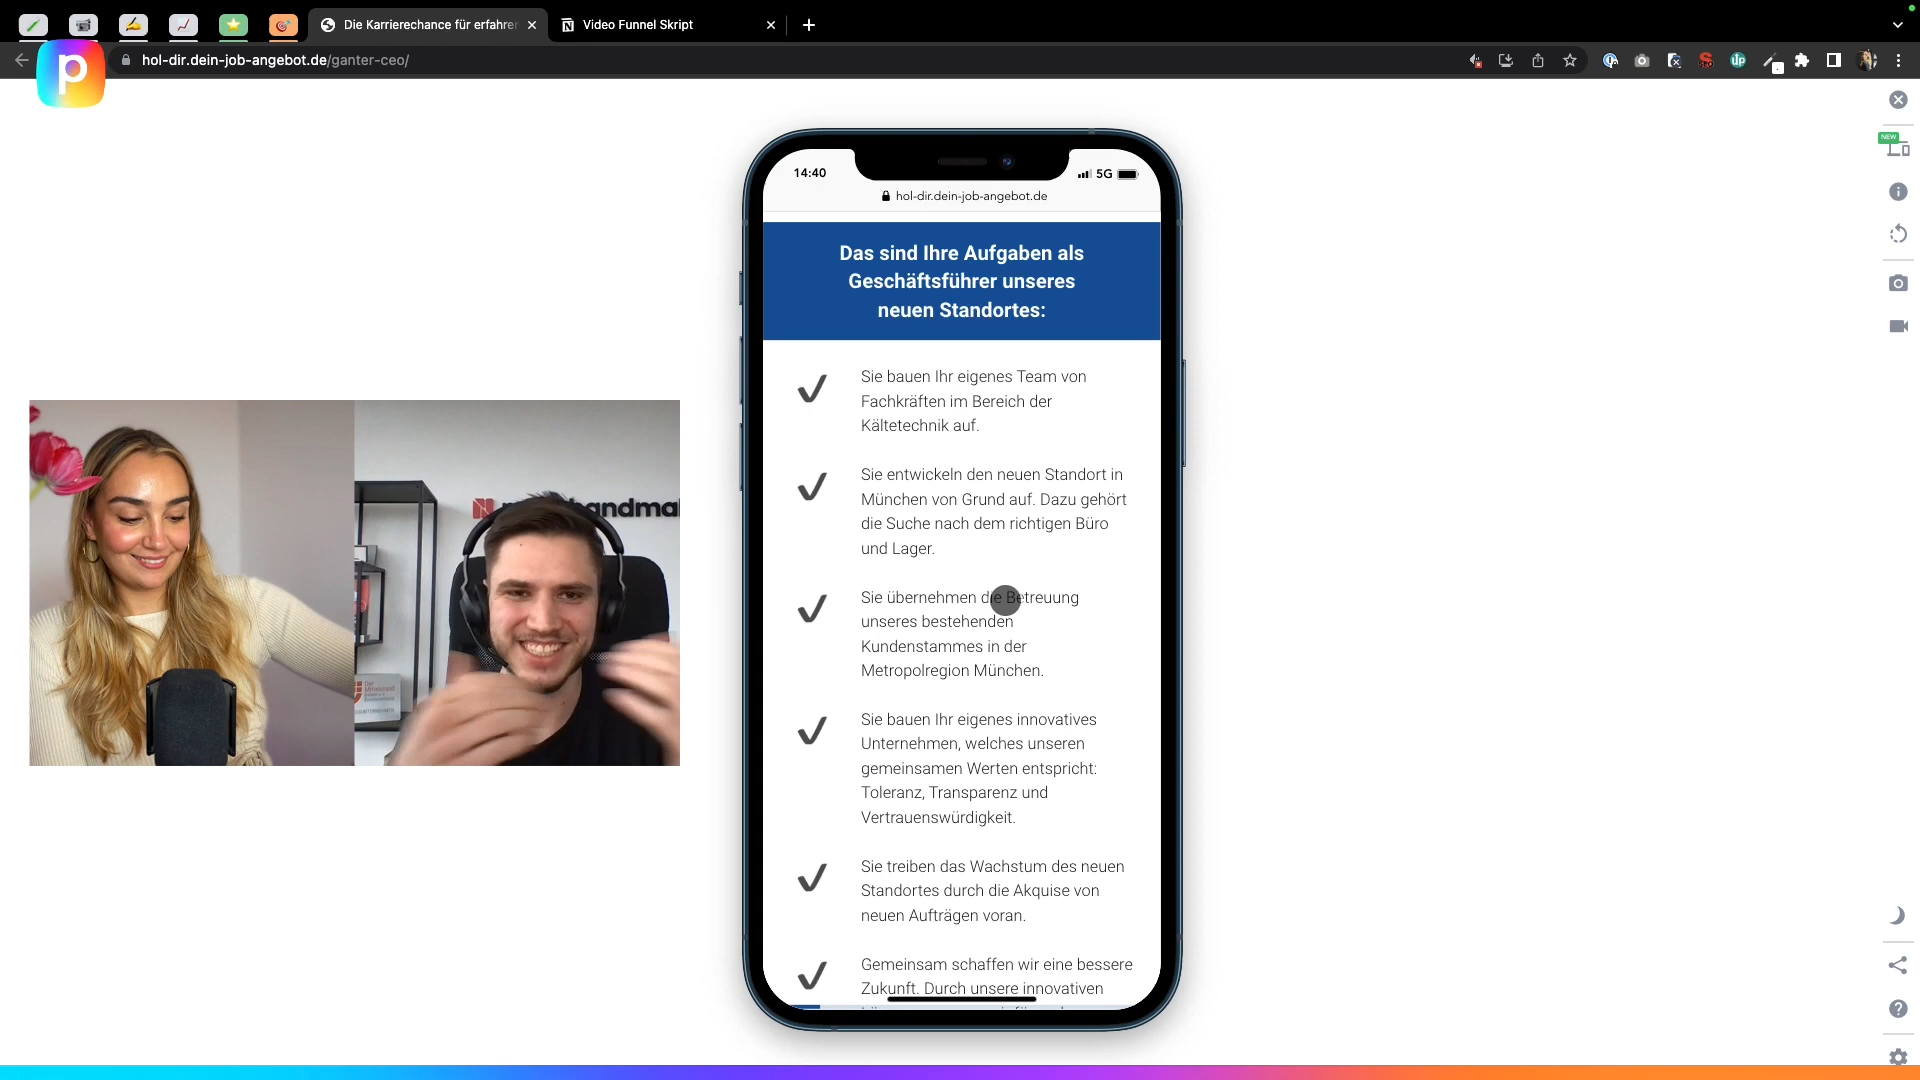 Die Karrierechance für erfahrer
Video Funnel Skript
hol-dir.dein-job-angebot.de/ganter-ceo/
p
SEO
up
NEW
14:40
5G
hol-dir.dein-job-angebot.de
Das sind Ihre Aufgaben als
Geschäftsführer unseres
neuen Standortes:
Sie bauen Ihr eigenes Team von
Fachkräften im Bereich der
Kältetechnik auf.
Sie entwickeln den neuen Standort in
München von Grund auf. Dazu gehört
die Suche nach dem richtigen Büro
und Lager.
Sie übernehmen die Betreuung
unseres bestehenden
Kundenstammes in der
Metropolregion München.
Sie bauen Ihr eigenes innovatives
Unternehmen, welches unseren
gemeinsamen Werten entspricht:
Toleranz, Transparenz und
Vertrauenswürdigkeit.
Sie treiben das Wachstum des neuen
Standortes durch die Akquise von
neuen Aufträgen voran.
Gemeinsam schaffen wir eine bessere
Zukunft. Durch unsere innovativen
Der
Mittelstand